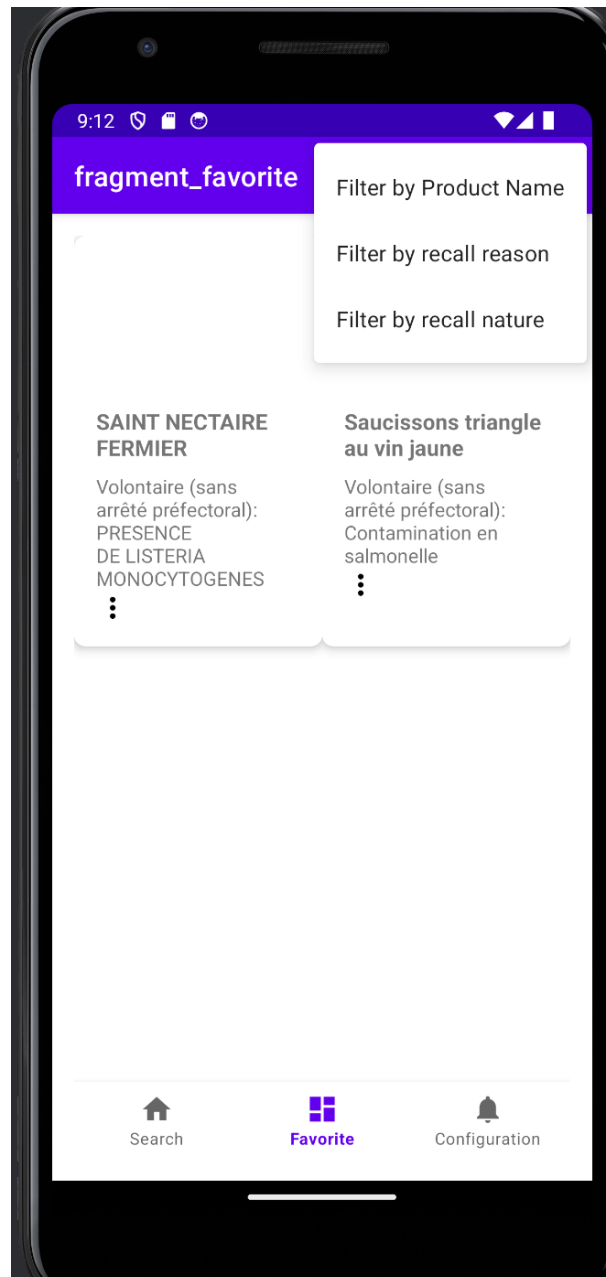 9:12
fragment_favorite
Filter by Product Name
Filter by recall reason
Filter by recall nature
SAINT NECTAIRE
FERMIER
Volontaire (sans
arrêté préfectoral):
PRESENCE
DE LISTERIA
MONOCYTOGENES
Saucissons triangle
au vin jaune
Volontaire (sans
arrêté préfectoral):
Contamination en
salmonelle
Search
Favorite
Configuration